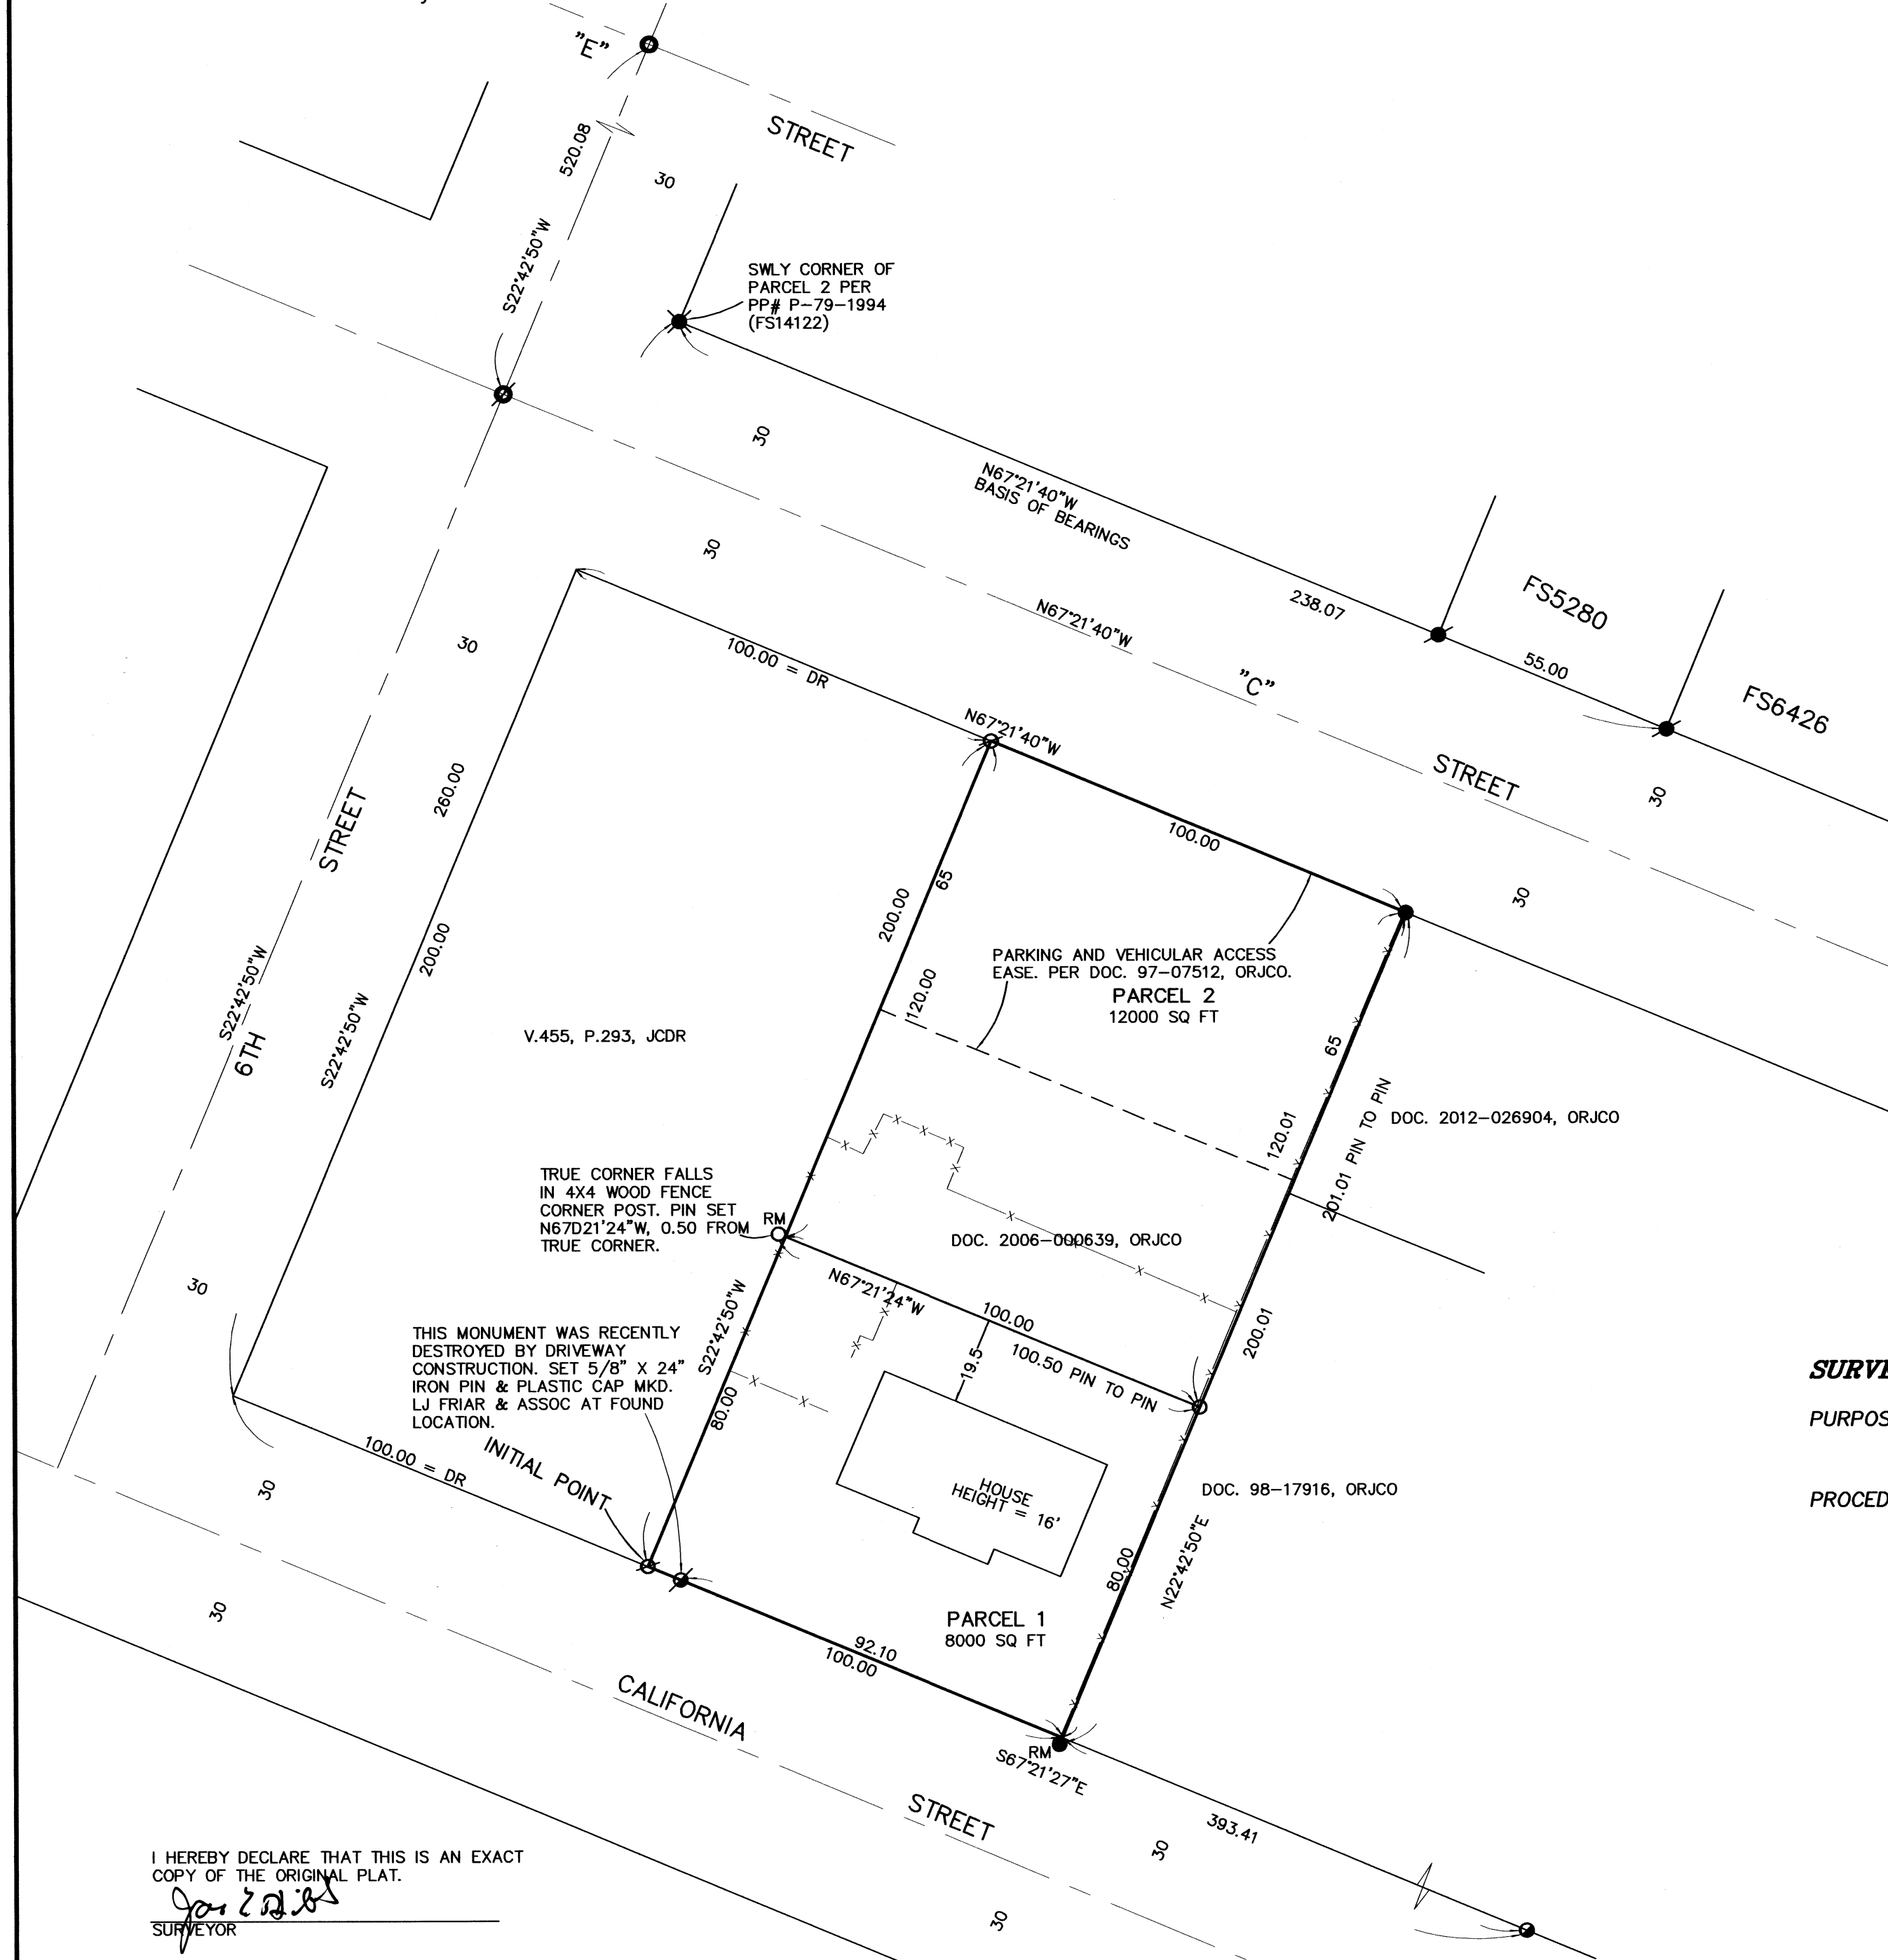 "E"
STREET
520.08
30
S22°42'50"W
SWLY CORNER OF
PARCEL 2 PER
PP# P-79-1994
(FS14122)
30
N67°21'40"W
BASIS OF BEARINGS
30
238.07
FS5280
55.00
FS6426
N67°21'40"W
"C"
STREET
30
30
30
100.00 = DR
N67°21'40"W
100.00
260.00
STREET
200.00
65
200.00
120.00
PARKING AND VEHICULAR ACCESS
EASE. PER DOC. 97-07512, ORJCO.
PARCEL 2
12000 SQ FT
S22°42'50"W
6TH
S22°42'50"W
V.455, P.293, JCDR
65
120.01
201.01 PIN TO PIN
DOC. 2012-026904, ORJCO
TRUE CORNER FALLS
IN 4X4 WOOD FENCE
CORNER POST. PIN SET
N67D21'24"W, 0.50 FROM
TRUE CORNER.
RM
DOC. 2006-000639, ORJCO
30
N67°21'24"W
100.00
100.50 PIN TO PIN
200.01
S22°42'50"W
80.00
THIS MONUMENT WAS RECENTLY
DESTROYED BY DRIVEWAY
CONSTRUCTION. SET 5/8" X 24"
IRON PIN & PLASTIC CAP MKD.
LJ FRIAR & ASSOC AT FOUND
LOCATION.
19.5
SURVE
PURPOS
PROCED
100.00 = DR
INITIAL POINT
30
HOUSE
HEIGHT = 16'
DOC. 98-17916, ORJCO
80.00
N22°42'50"E
30
PARCEL 1
8000 SQ FT
92.10
100.00
CALIFORNIA
STREET
RM
S67°21'27"E
393.41
30
30
I HEREBY DECLARE THAT THIS IS AN EXACT
COPY OF THE ORIGINAL PLAT.
SURVEYOR